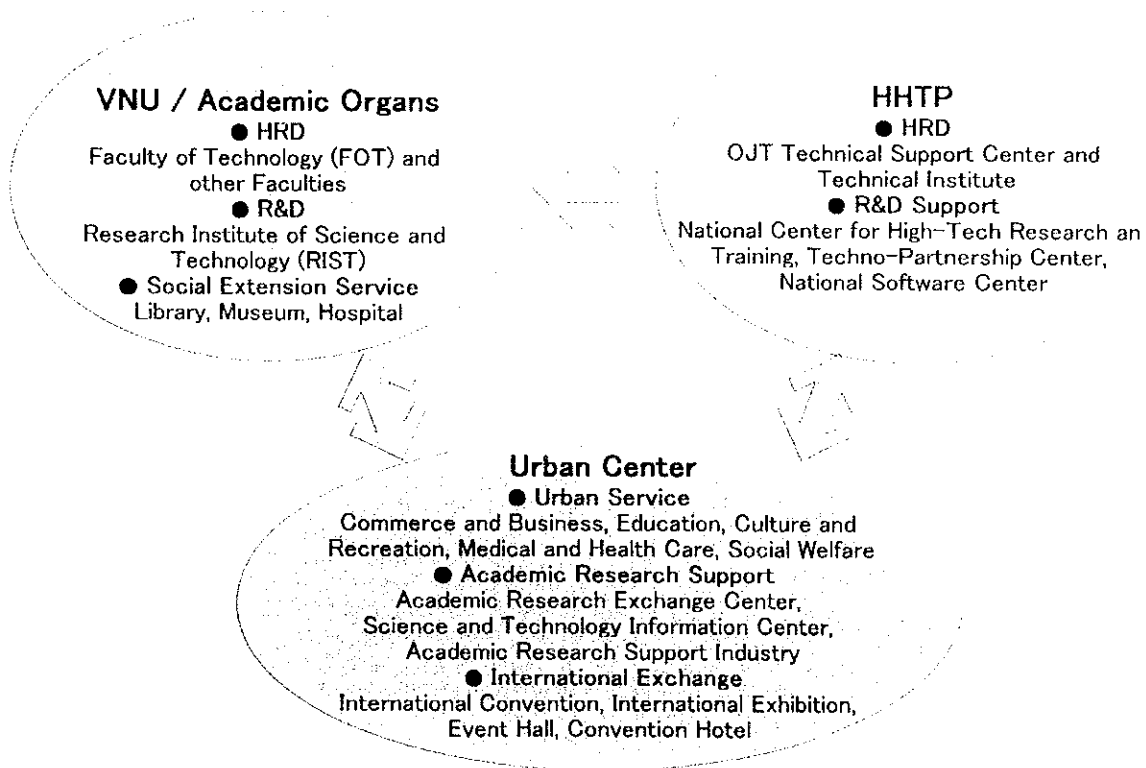 VNU / Academic Organs
● HRD
Faculty of Technology (FOT) and
other Faculties
● R&D
Research Institute of Science and
Technology (RIST)
● Social Extension Service
Library, Museum, Hospital
HHTP
● HRD
OJT Technical Support Center and
Technical Institute
● R&D Support
National Center for High-Tech Research an
Training, Techno-Partnership Center,
National Software Center
Urban Center
● Urban Service
Commerce and Business, Education, Culture and
Recreation, Medical and Health Care, Social Welfare
● Academic Research Support
Academic Research Exchange Center,
Science and Technology Information Center,
Academic Research Support Industry
● International Exchange
International Convention, International Exhibition,
Event Hall, Convention Hotel